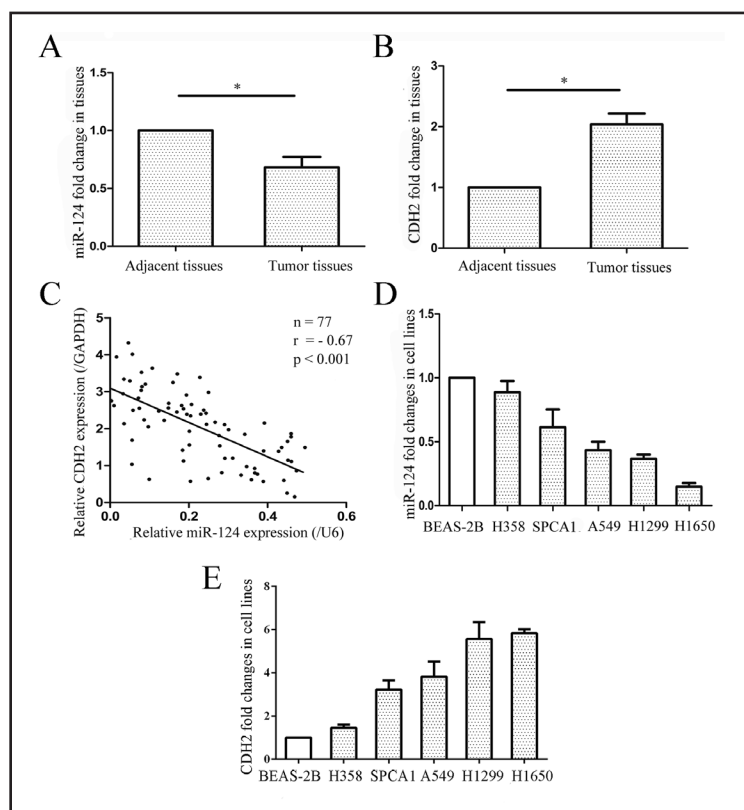 A
miR-124 fold change in tissues
1.5
1.0
0.5
0.0
*
Adjacent tissues Tumor tissues
B
CDH2 fold change in tissues
3
2
1
0
*
Adjacent tissues Tumor tissues
C
Relative CDH2 expression (/GAPDH)
5
4
3
2
1
0
n = 77
r = - 0.67
p < 0.001
0.0 0.2 0.4 0.6
Relative miR-124 expression (/U6)
D
miR-124 fold changes in cell lines
1.5
1.0
0.5
0.0
BEAS-2B H358 SPCA1 A549 H1299 H1650
E
CDH2 fold changes in cell lines
8
6
4
2
0
BEAS-2B H358 SPCA1 A549 H1299 H1650